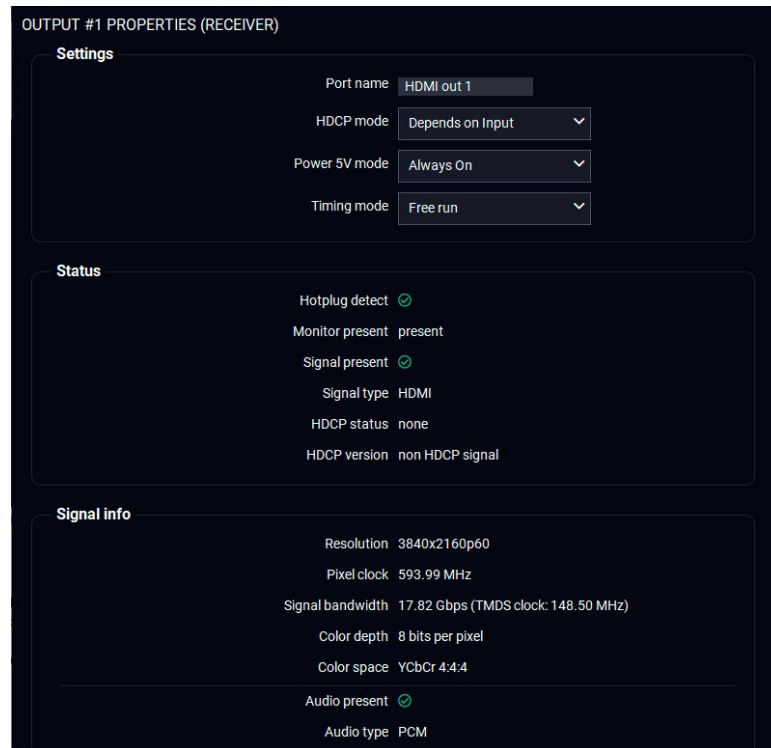 OUTPUT #1 PROPERTIES (RECEIVER)
Settings
Port name HDMI out 1
HDCP mode Depends on Input
Power 5V mode Always On
Timing mode Free run
Status
Hotplug detect
Monitor present present
Signal present
Signal type HDMI
HDCP status none
HDCP version non HDCP signal
Signal info
Resolution 3840x2160p60
Pixel clock 593.99 MHz
Signal bandwidth 17.82 Gbps (TMDS clock: 148.50 MHz)
Color depth 8 bits per pixel
Color space YCbCr 4:4:4
Audio present
Audio type PCM